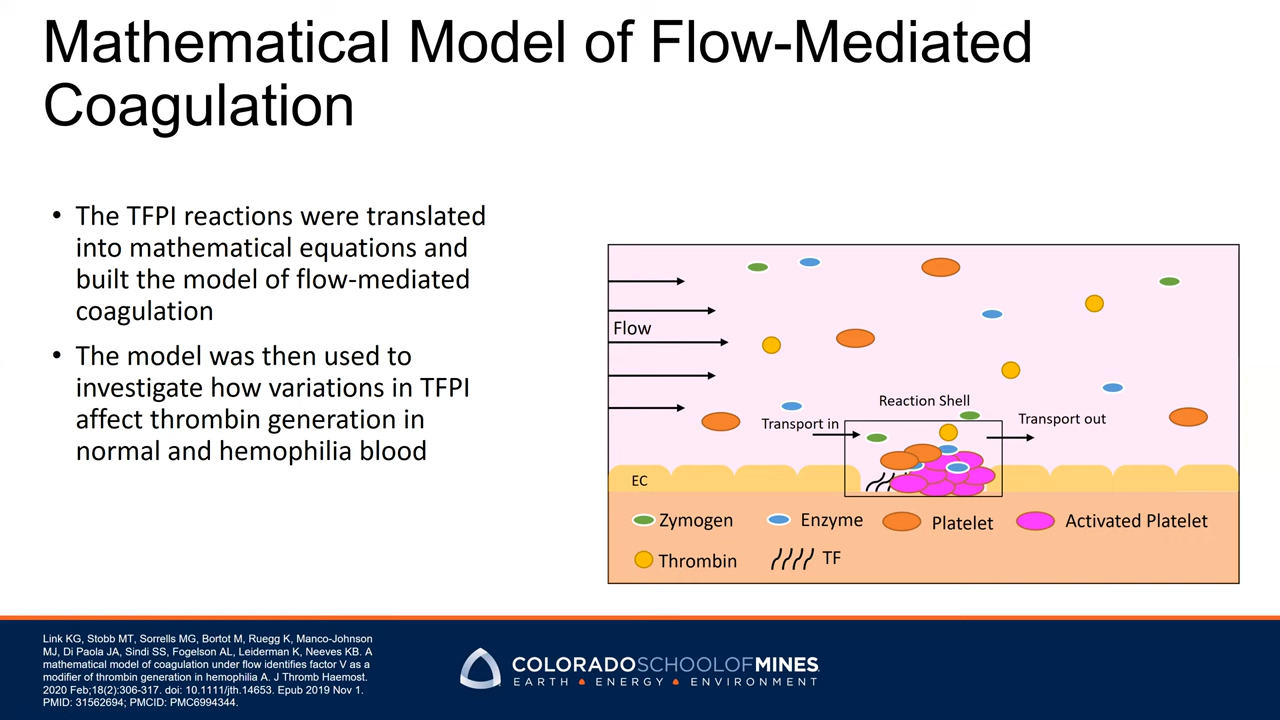 Mathematical Model of Flow-Mediated
Coagulation
• The TFPI reactions were translated
into mathematical equations and
built the model of flow-mediated
coagulation
• The model was then used to
investigate how variations in TFPI
affect thrombin generation in
normal and hemophilia blood
Flow
Reaction Shell
Transport in
Transport out
EC
Zymogen
Enzyme
Platelet
Activated Platelet
Thrombin
TF
Link KG, Stobb MT, Sorrells MG, Bortot M, Ruegg K, Manco-Johnson
MJ, Di Paola JA, Sindi SS, Fogelson AL, Leiderman K, Neeves KB. A
mathematical model of coagulation under flow identifies factor V as a
modifier of thrombin generation in hemophilia A. J Thromb Haemost.
2020 Feb;18(2):306-317. doi: 10.1111/jth.14653. Epub 2019 Nov 1.
PMID: 31562694; PMCID: PMC6994344.
COLORADOSCHOOLOFMINES
EARTH • ENERGY • ENVIRONMENT